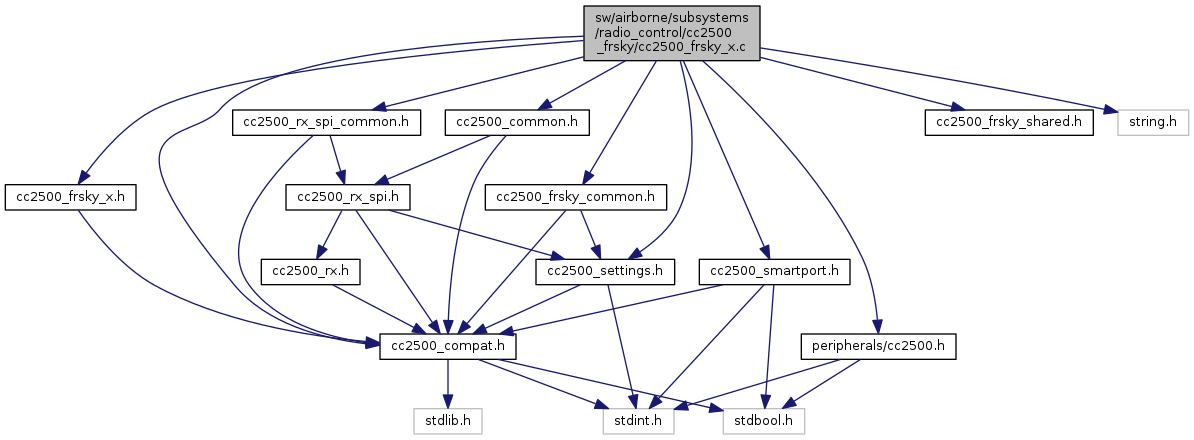 sw/airborne/subsystems
/radio_control/cc2500
_frsky/cc2500_frsky_x.c
cc2500_rx_spi_common.h
cc2500_common.h
cc2500_frsky_shared.h
string.h
cc2500_frsky_x.h
cc2500_rx_spi.h
cc2500_frsky_common.h
cc2500_rx.h
cc2500_settings.h
cc2500_smartport.h
cc2500_compat.h
peripherals/cc2500.h
stdlib.h
stdint.h
stdbool.h